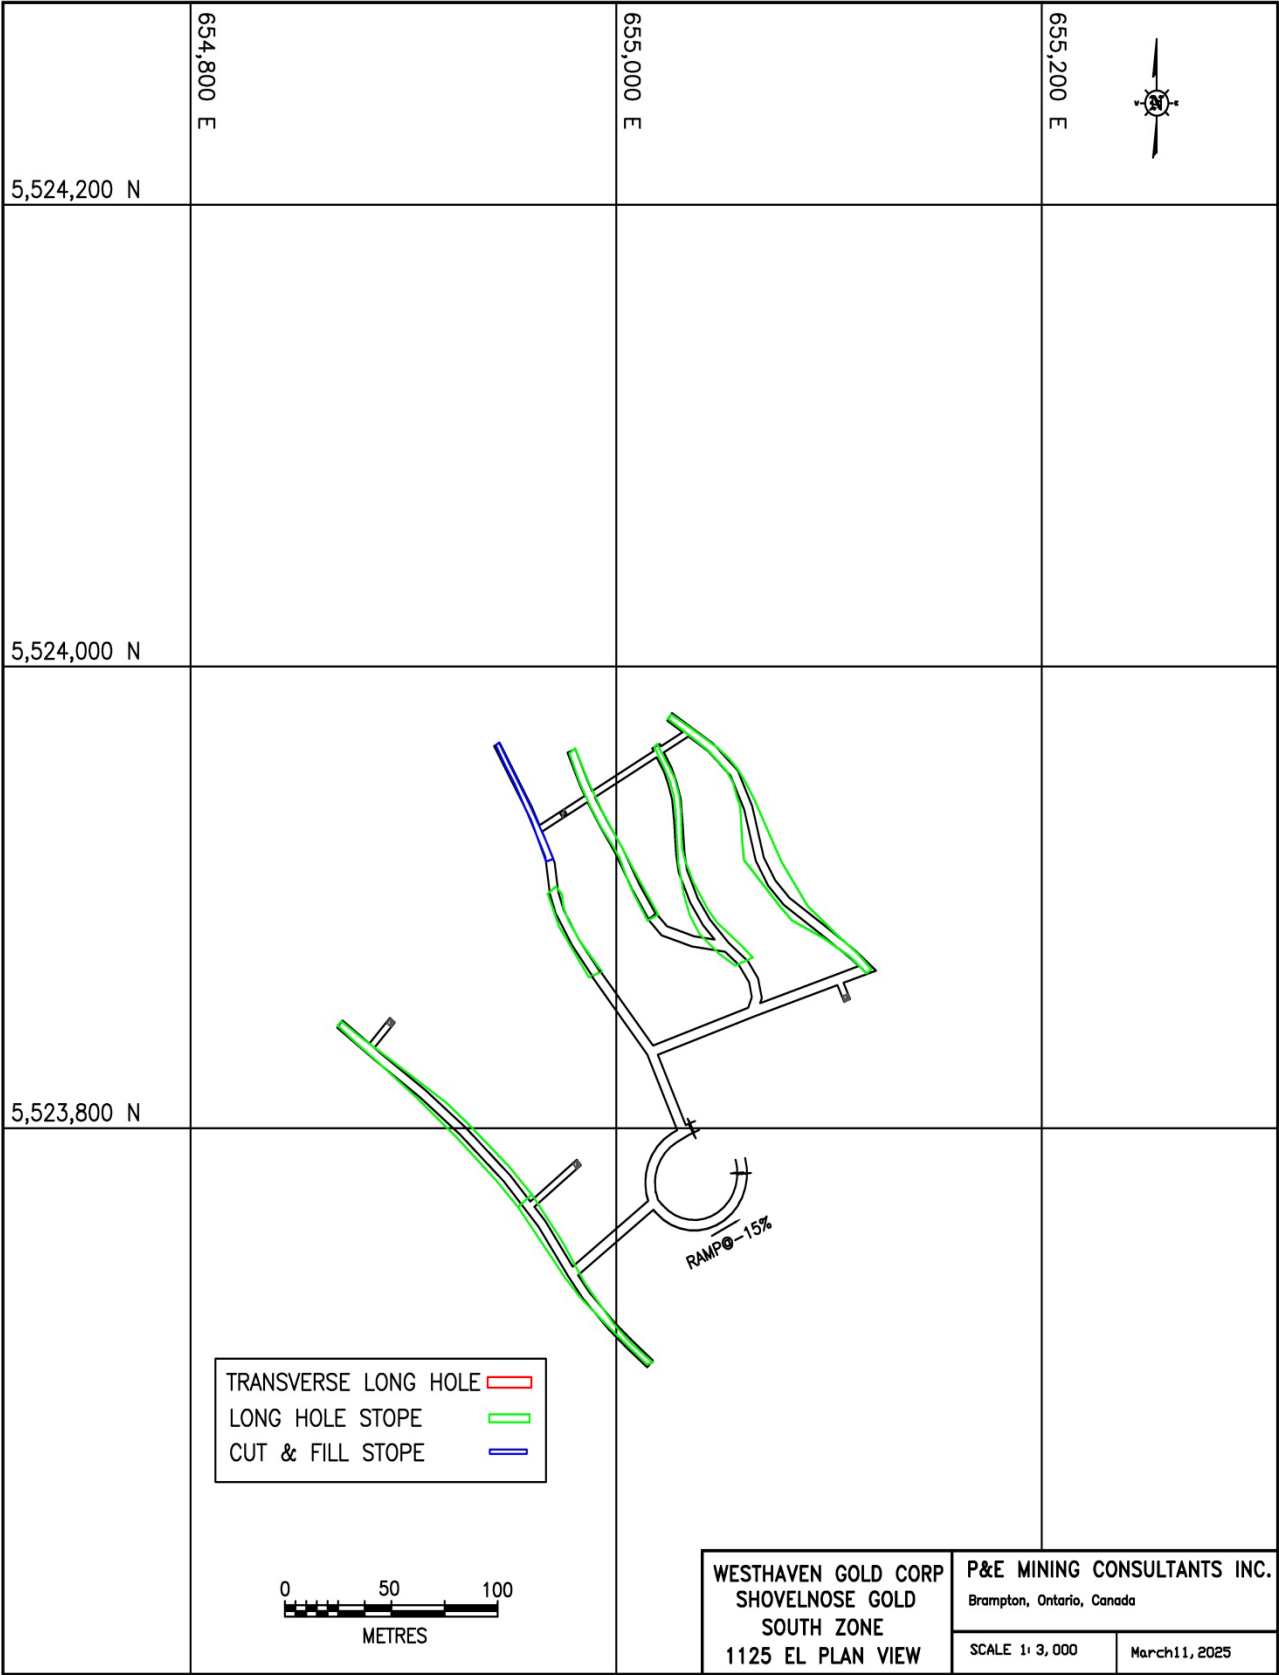 654,800 E
655,000 E
655,200 E
N
5,524,200 N
5,524,000 N
5,523,800 N
RAMP@-15%
TRANSVERSE LONG HOLE
LONG HOLE STOPE
CUT & FILL STOPE
0 50 100
METRES
WESTHAVEN GOLD CORP
SHOVELNOSE GOLD
SOUTH ZONE
1125 EL PLAN VIEW
P&E MINING CONSULTANTS INC.
Brampton, Ontario, Canada
SCALE 1:3,000
March11,2025